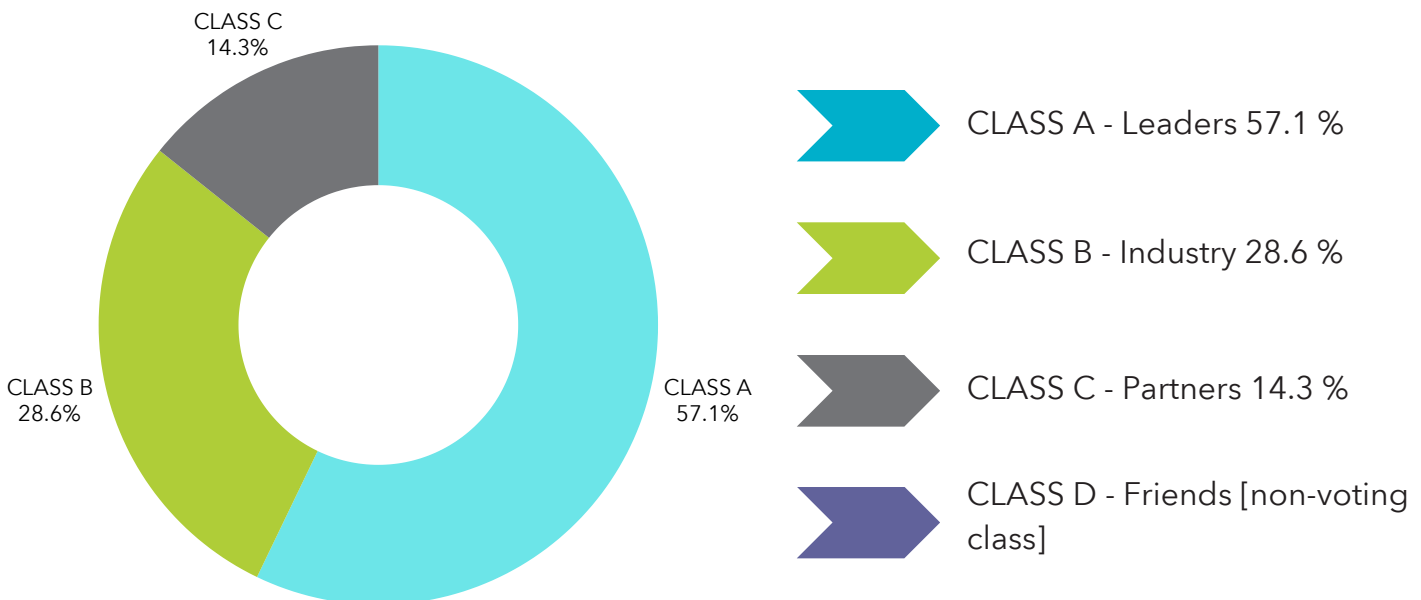 CLASS C
14.3%
CLASS B
28.6%
CLASS A
57.1%
CLASS A - Leaders 57.1 %
CLASS B - Industry 28.6 %
CLASS C - Partners 14.3 %
CLASS D - Friends [non-voting
class]